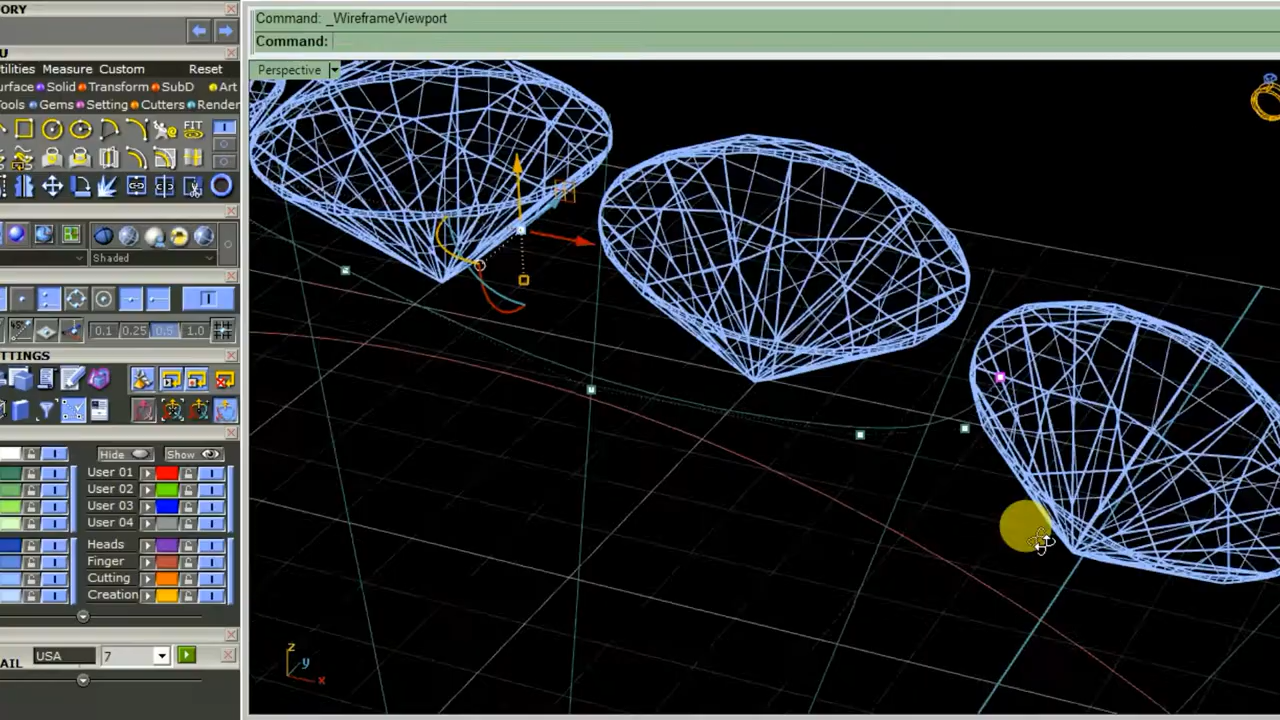 ORY
Command: _WireframeViewport
Command:
U
tilities Measure Custom Reset
urface Solid Transform SubD Art
ools Gems Setting Cutters Render
Perspective
FIT
Shaded
0.1 0.25 0.5 1.0
TTINGS
Hide Show
User 01
User 02
User 03
User 04
Heads
Finger
Cutting
Creation
AIL USA 7
z
y
x